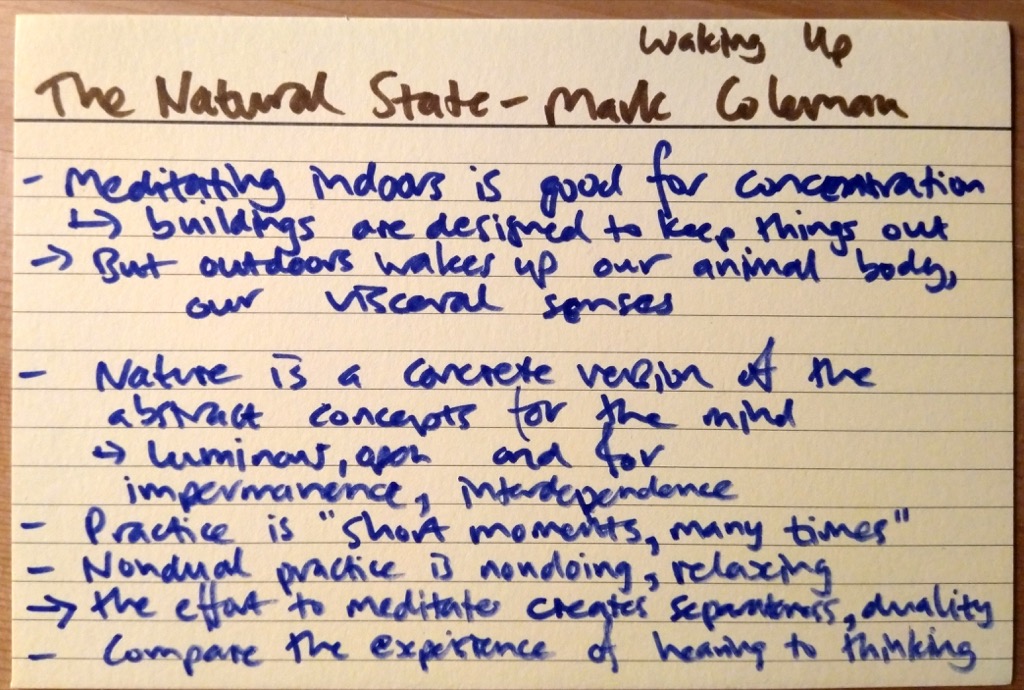 Waking Up
The Natural State - Mark Coleman
- Meditating indoors is good for concentration
↳ buildings are designed to keep things out
→ But outdoors wakes up our animal body,
our visceral senses
- Nature is a concrete version of the
abstract concepts for the mind
→ luminous, open and for
impermanence, interdependence
- Practice is "short moments, many times"
- Nondual practice is nondoing, relaxing
→ the effort to meditate creates separateness, duality
- Compare the experience of hearing to thinking